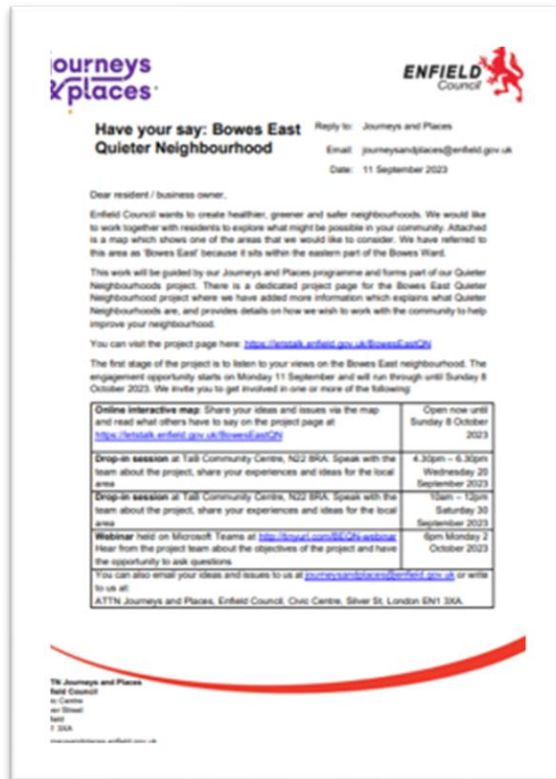 ourneys
&places
ENFIELD
Council
Have your say: Bowes East
Quieter Neighbourhood
Reply to: Journeys and Places
Email: journeysandplaces@enfield.gov.uk
Date: 11 September 2023
Dear resident / business owner,
Enfield Council wants to create healthier, greener and safer neighbourhoods. We would like
to work together with residents to explore what might be possible in your community. Attached
is a map which shows one of the areas that we would like to consider. We have referred to
this area as 'Bowes East' because it sits within the eastern part of the Bowes Ward.
This work will be guided by our Journeys and Places programme and forms part of our Quieter
Neighbourhoods project. There is a dedicated project page for the Bowes East Quieter
Neighbourhood project where we have added more information which explains what Quieter
Neighbourhoods are, and provides details on how we wish to work with the community to help
improve your neighbourhood.
You can visit the project page here: https://letstalk.enfield.gov.uk/BowesEastQN
The first stage of the project is to listen to your views on the Bowes East neighbourhood. The
engagement opportunity starts on Monday 11 September and will run through until Sunday 8
October 2023. We invite you to get involved in one or more of the following:
Online interactive map: Share your ideas and issues via the map
and read what others have to say on the project page at
https://letstalk.enfield.gov.uk/BowesEastQN
Open now until
Sunday 8 October
2023
Drop-in session at TaB Community Centre, N22 8RA: Speak with the
team about the project, share your experiences and ideas for the local
area
4.30pm – 6.30pm
Wednesday 20
September 2023
Drop-in session at TaB Community Centre, N22 8RA: Speak with the
team about the project, share your experiences and ideas for the local
area
10am – 12pm
Saturday 30
September 2023
Webinar held on Microsoft Teams at http://tinyurl.com/BEQN-webinar
Hear from the project team about the objectives of the project and have
the opportunity to ask questions
6pm Monday 2
October 2023
You can also email your ideas and issues to us at journeysandplaces@enfield.gov.uk or write
to us at:
ATTN Journeys and Places, Enfield Council, Civic Centre, Silver St, London EN1 3XA.
TN Journeys and Places
field Council
ic Centre
er Street
field
1 3XA